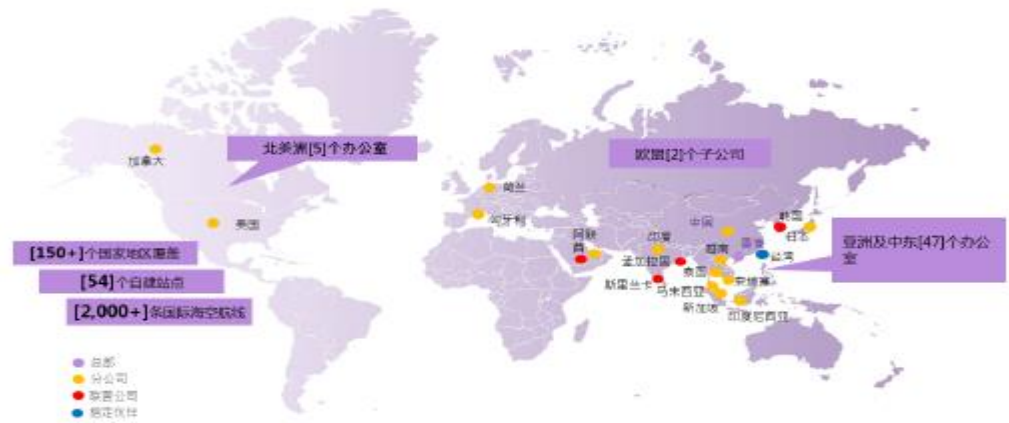 北美洲[5]个办公室
欧盟[2]个子公司
加拿大
荷兰
美国
匈牙利
中国
韩国
日本
亚洲及中东[47]个办公室
阿联酋
印度
越南
香港
台湾
孟加拉国
泰国
柬埔寨
斯里兰卡
马来西亚
新加坡
印度尼西亚
[150+]个国家地区覆盖
[54]个自建站点
[2,000+]条国际海空航线
总部
分公司
联营公司
指定伙伴